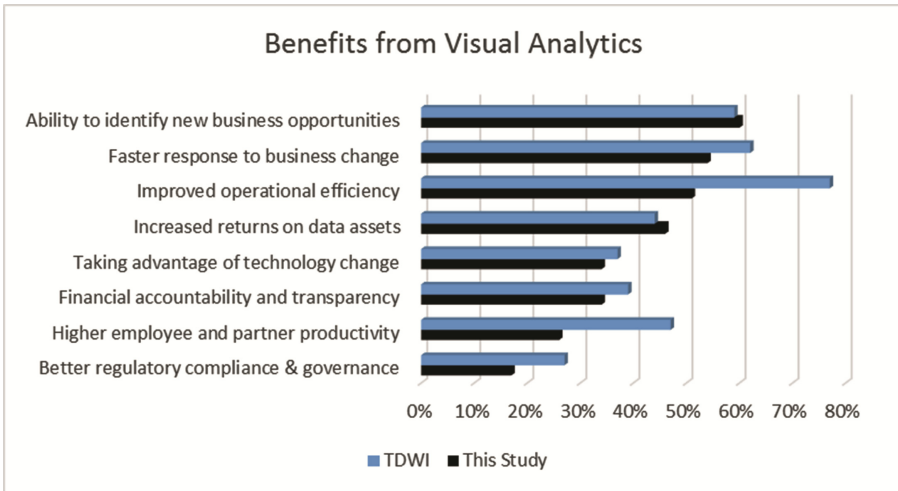 Benefits from Visual Analytics
Ability to identify new business opportunities
Faster response to business change
Improved operational efficiency
Increased returns on data assets
Taking advantage of technology change
Financial accountability and transparency
Higher employee and partner productivity
Better regulatory compliance & governance
0% 10% 20% 30% 40% 50% 60% 70% 80%
TDWI This Study